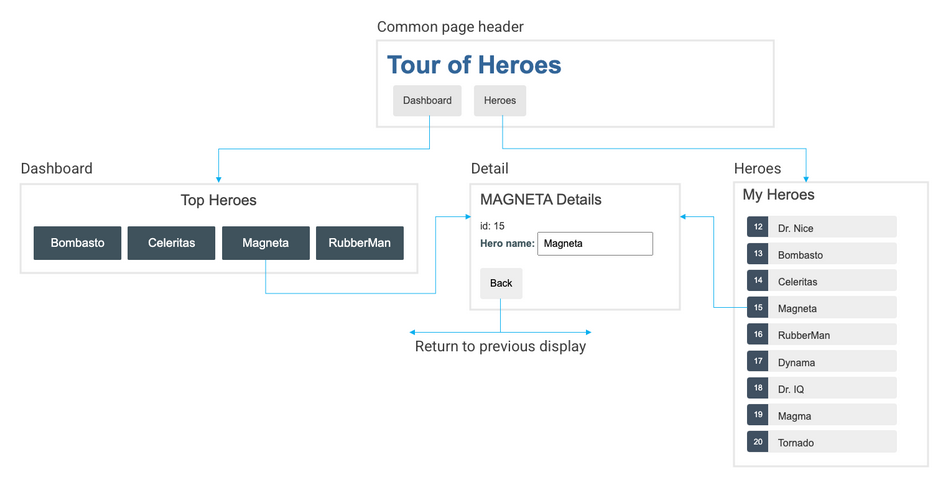 Common page header
Tour of Heroes
Dashboard
Heroes
Dashboard
Top Heroes
Bombasto
Celeritas
Magneta
RubberMan
Detail
MAGNETA Details
id: 15
Hero name: Magneta
Back
Return to previous display
Heroes
My Heroes
12 Dr. Nice
13 Bombasto
14 Celeritas
15 Magneta
16 RubberMan
17 Dynama
18 Dr. IQ
19 Magma
20 Tornado